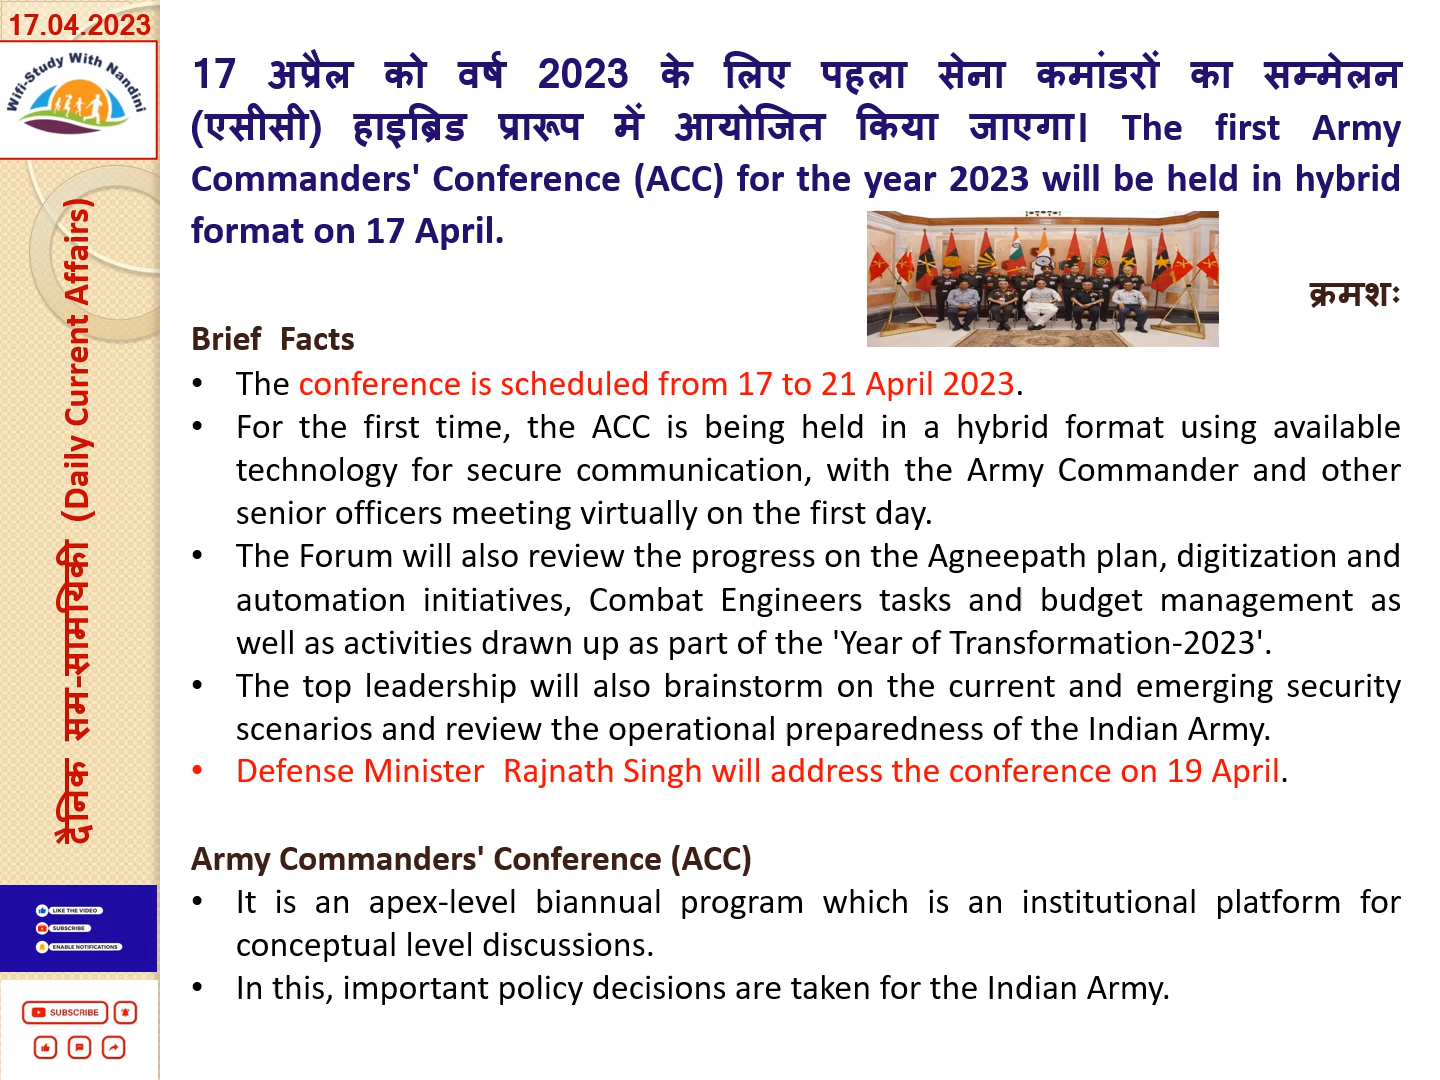 17.04.2023
Wifi-Study With Nandini
दैनिक सम-सामयिकी (Daily Current Affairs)
LIKE THE VIDEO
SUBSCRIBE
ENABLE NOTIFICATIONS
SUBSCRIBE
17 अप्रैल को वर्ष 2023 के लिए पहला सेना कमांडरों का सम्मेलन
(एसीसी) हाइब्रिड प्रारूप में आयोजित किया जाएगा। The first Army
Commanders' Conference (ACC) for the year 2023 will be held in hybrid
format on 17 April.
क्रमशः
Brief Facts
• The conference is scheduled from 17 to 21 April 2023.
• For the first time, the ACC is being held in a hybrid format using available
technology for secure communication, with the Army Commander and other
senior officers meeting virtually on the first day.
• The Forum will also review the progress on the Agneepath plan, digitization and
automation initiatives, Combat Engineers tasks and budget management as
well as activities drawn up as part of the 'Year of Transformation-2023'.
• The top leadership will also brainstorm on the current and emerging security
scenarios and review the operational preparedness of the Indian Army.
• Defense Minister Rajnath Singh will address the conference on 19 April.
Army Commanders' Conference (ACC)
• It is an apex-level biannual program which is an institutional platform for
conceptual level discussions.
• In this, important policy decisions are taken for the Indian Army.